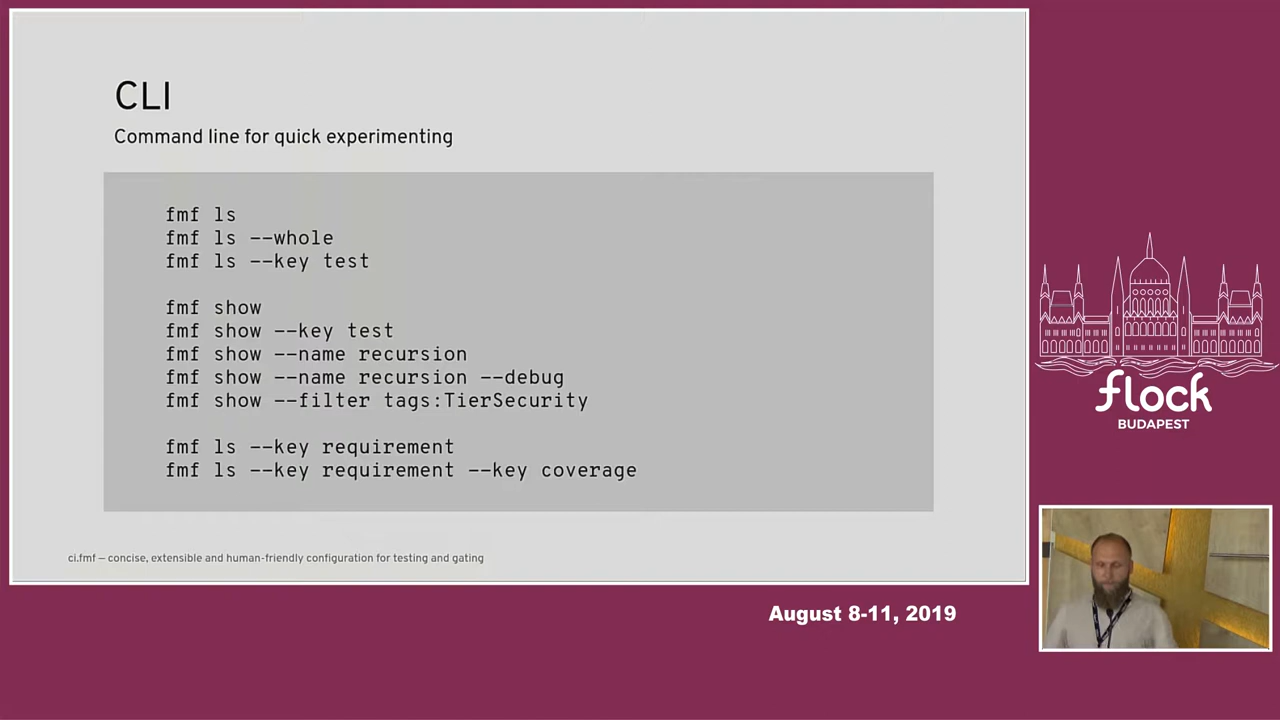 CLI
Command line for quick experimenting
fmf ls
fmf ls --whole
fmf ls --key test
fmf show
fmf show --key test
fmf show --name recursion
fmf show --name recursion --debug
fmf show --filter tags:TierSecurity
fmf ls --key requirement
fmf ls --key requirement --key coverage
ci.fmf – concise, extensible and human-friendly configuration for testing and gating
flock
BUDAPEST
August 8-11, 2019